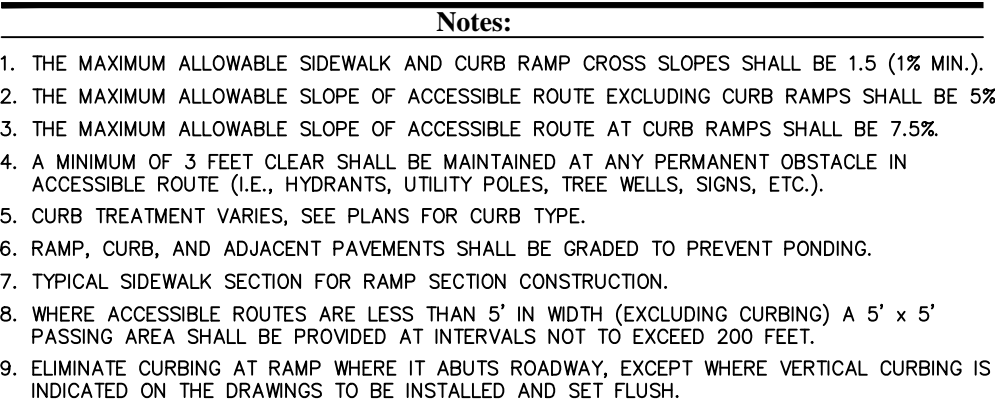 Notes:
1. THE MAXIMUM ALLOWABLE SIDEWALK AND CURB RAMP CROSS SLOPES SHALL BE 1.5 (1% MIN.).
2. THE MAXIMUM ALLOWABLE SLOPE OF ACCESSIBLE ROUTE EXCLUDING CURB RAMPS SHALL BE 5%
3. THE MAXIMUM ALLOWABLE SLOPE OF ACCESSIBLE ROUTE AT CURB RAMPS SHALL BE 7.5%.
4. A MINIMUM OF 3 FEET CLEAR SHALL BE MAINTAINED AT ANY PERMANENT OBSTACLE IN
ACCESSIBLE ROUTE (I.E., HYDRANTS, UTILITY POLES, TREE WELLS, SIGNS, ETC.).
5. CURB TREATMENT VARIES, SEE PLANS FOR CURB TYPE.
6. RAMP, CURB, AND ADJACENT PAVEMENTS SHALL BE GRADED TO PREVENT PONDING.
7. TYPICAL SIDEWALK SECTION FOR RAMP SECTION CONSTRUCTION.
8. WHERE ACCESSIBLE ROUTES ARE LESS THAN 5' IN WIDTH (EXCLUDING CURBING) A 5' x 5'
PASSING AREA SHALL BE PROVIDED AT INTERVALS NOT TO EXCEED 200 FEET.
9. ELIMINATE CURBING AT RAMP WHERE IT ABUTS ROADWAY, EXCEPT WHERE VERTICAL CURBING IS
INDICATED ON THE DRAWINGS TO BE INSTALLED AND SET FLUSH.